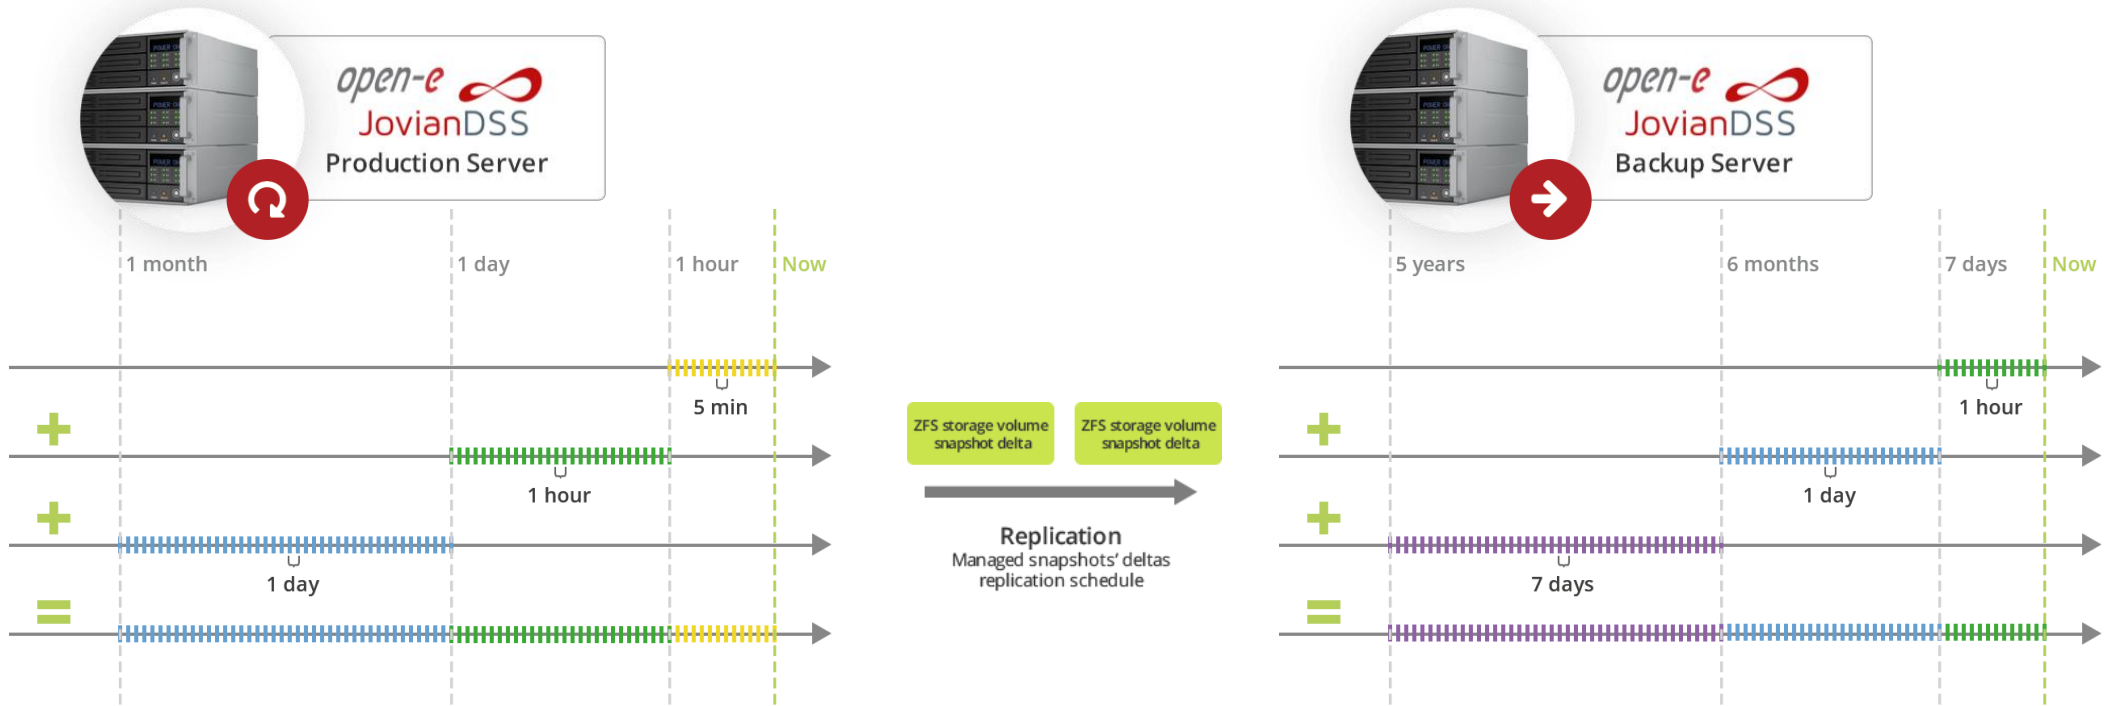 open-e
JovianDSS
Production Server
1 month
1 day
1 hour
Now
5 min
1 hour
1 day
ZFS storage volume
snapshot delta
ZFS storage volume
snapshot delta
Replication
Managed snapshots' deltas
replication schedule
open-e
JovianDSS
Backup Server
5 years
6 months
7 days
Now
1 hour
1 day
7 days